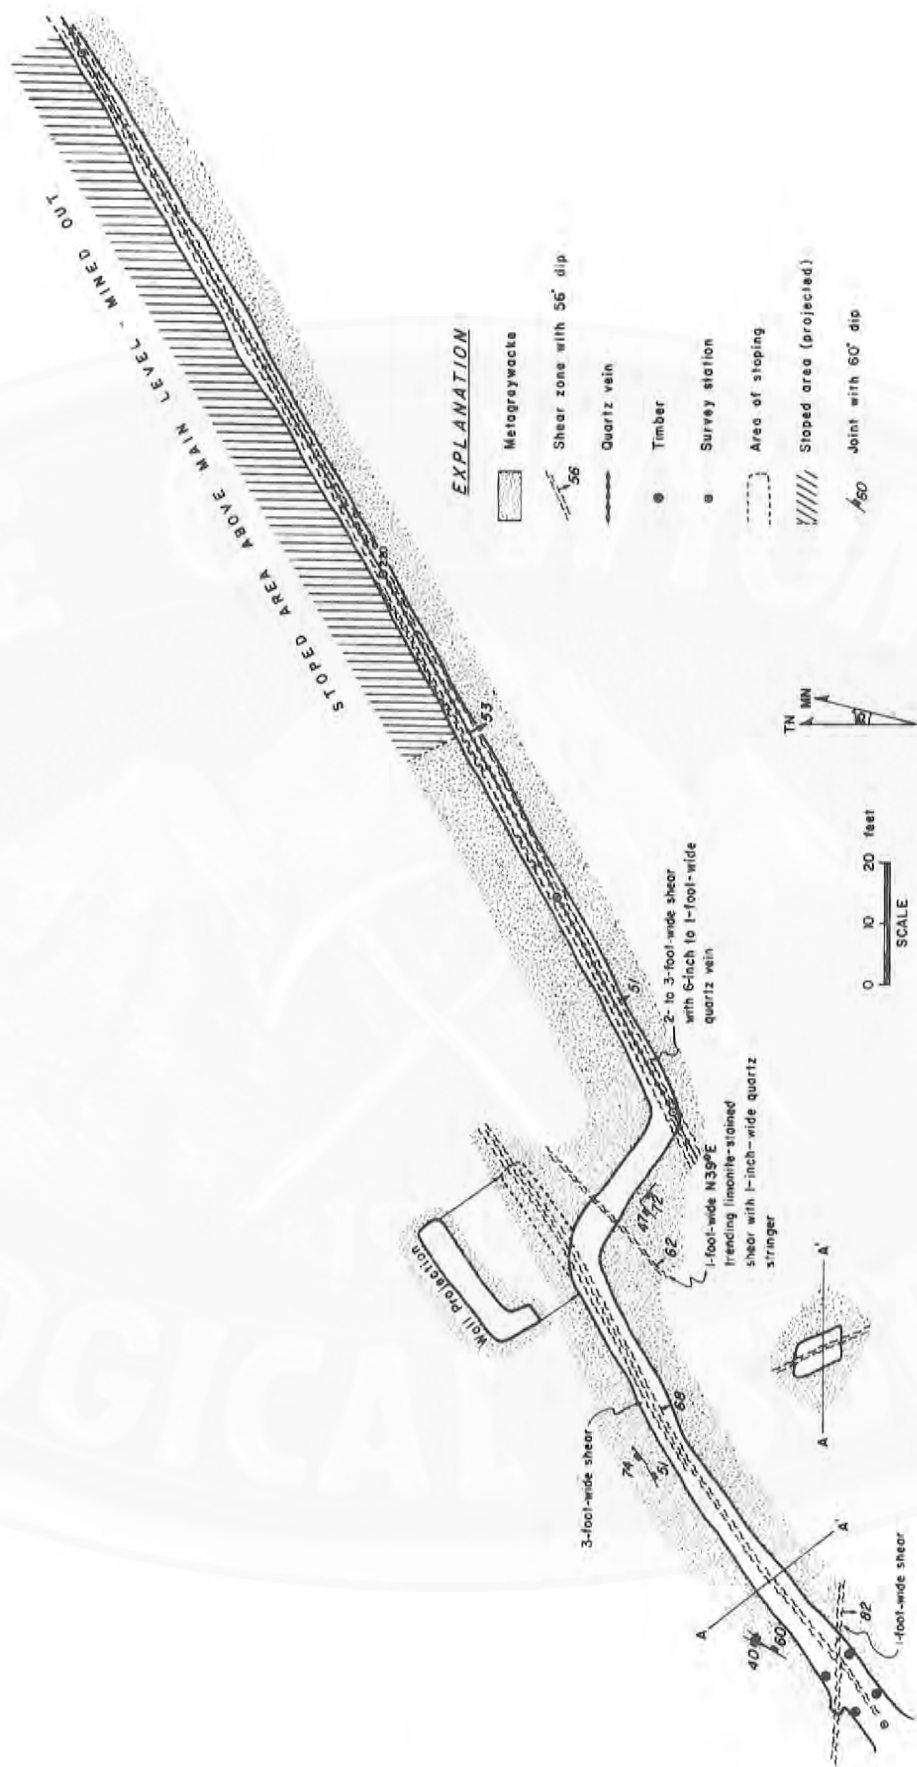 STOPED AREA ABOVE MAIN LEVEL - MINED OUT
53
51
2- to 3-foot-wide shear
with 6-inch to 1-foot-wide
quartz vein
Wall Projection
47
72
62
1-foot-wide N39°E
trending limonite-stained
shear with 1-inch-wide quartz
stringer
3-foot-wide shear
68
74
51
A
A'
40
60
82
1-foot-wide shear
A
A'
EXPLANATION
Metagraywacke
56
Shear zone with 56° dip
Quartz vein
Timber
Survey station
Area of stoping
Stoped area (projected)
60
Joint with 60° dip
TN
MN
0 10 20 feet
SCALE